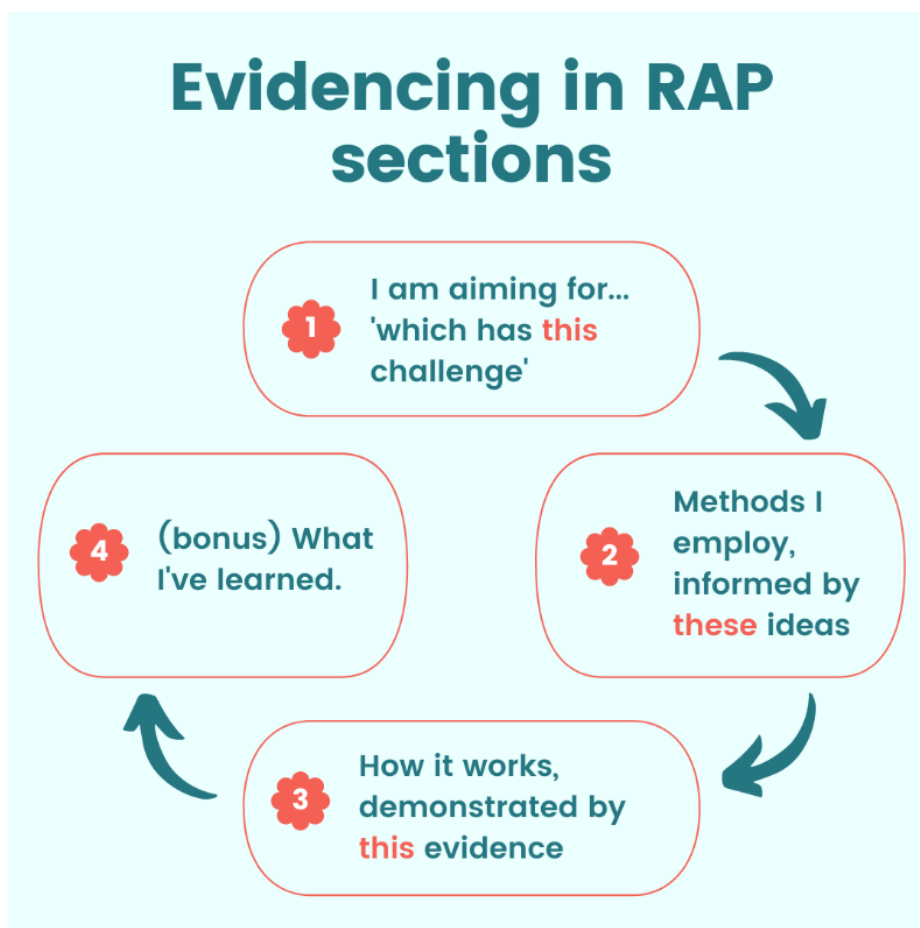 Evidencing in RAP
sections
1
I am aiming for...
'which has this
challenge'
2
Methods I
employ,
informed by
these ideas
3
How it works,
demonstrated by
this evidence
4
(bonus) What
I've learned.